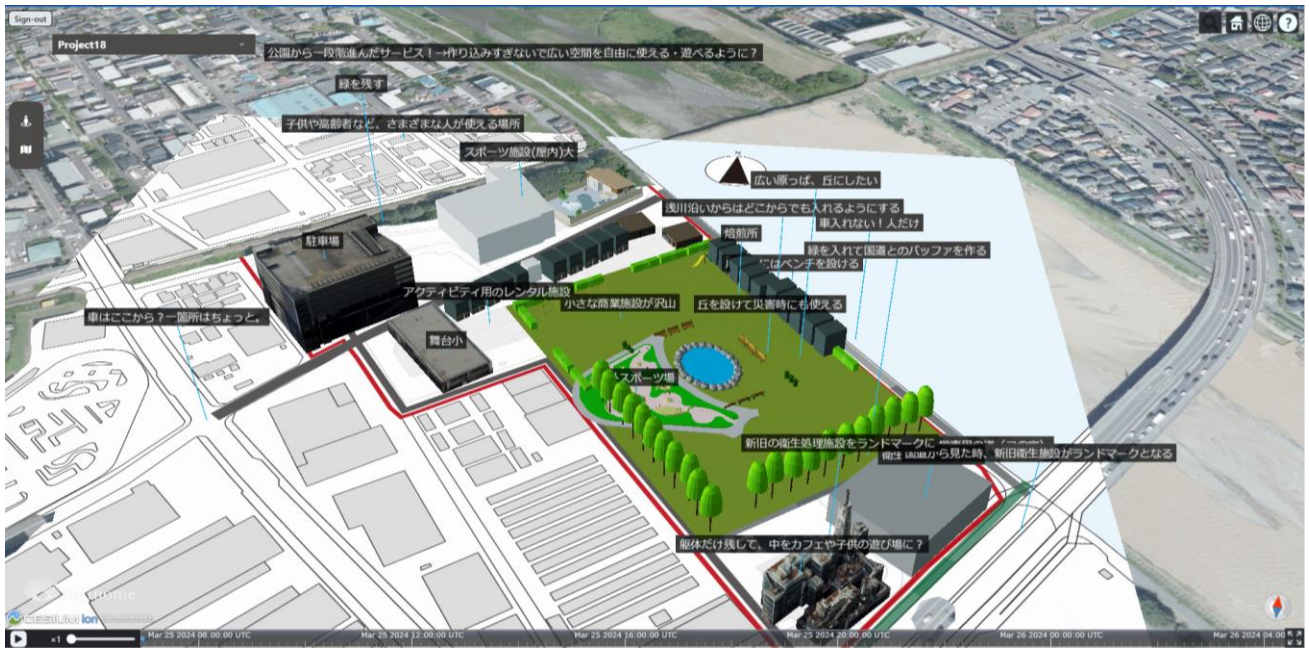 Sign-out
Project18
公園から一段階進んだサービス！→作り込みすぎないで広い空間を自由に使える・遊べるように？
緑を残す
子供や高齢者など、さまざまな人が使える場所
スポーツ施設(屋内)大
N
広い原っぱ、丘にしたい
浅川沿いからはどこからでも入れるようにする
車入れない！人だけ
焙煎所
駐車場
緑を入れて国道とのバッファを作る
にはベンチを設ける
アクティビティ用のレンタル施設
小さな商業施設が沢山
丘を設けて災害時にも使える
車はここから？一箇所はちょっと。
舞台小
スポーツ場
新旧の衛生処理施設をランドマークに
衛生
国道から見た時、新旧衛生施設がランドマークとなる
躯体だけ残して、中をカフェや子供の遊び場に？
CESIUM ion
×1
Mar 25 2024 08:00:00 UTC
Mar 25 2024 12:00:00 UTC
Mar 25 2024 16:00:00 UTC
Mar 25 2024 20:00:00 UTC
Mar 26 2024 00:00:00 UTC
Mar 26 2024 04:00